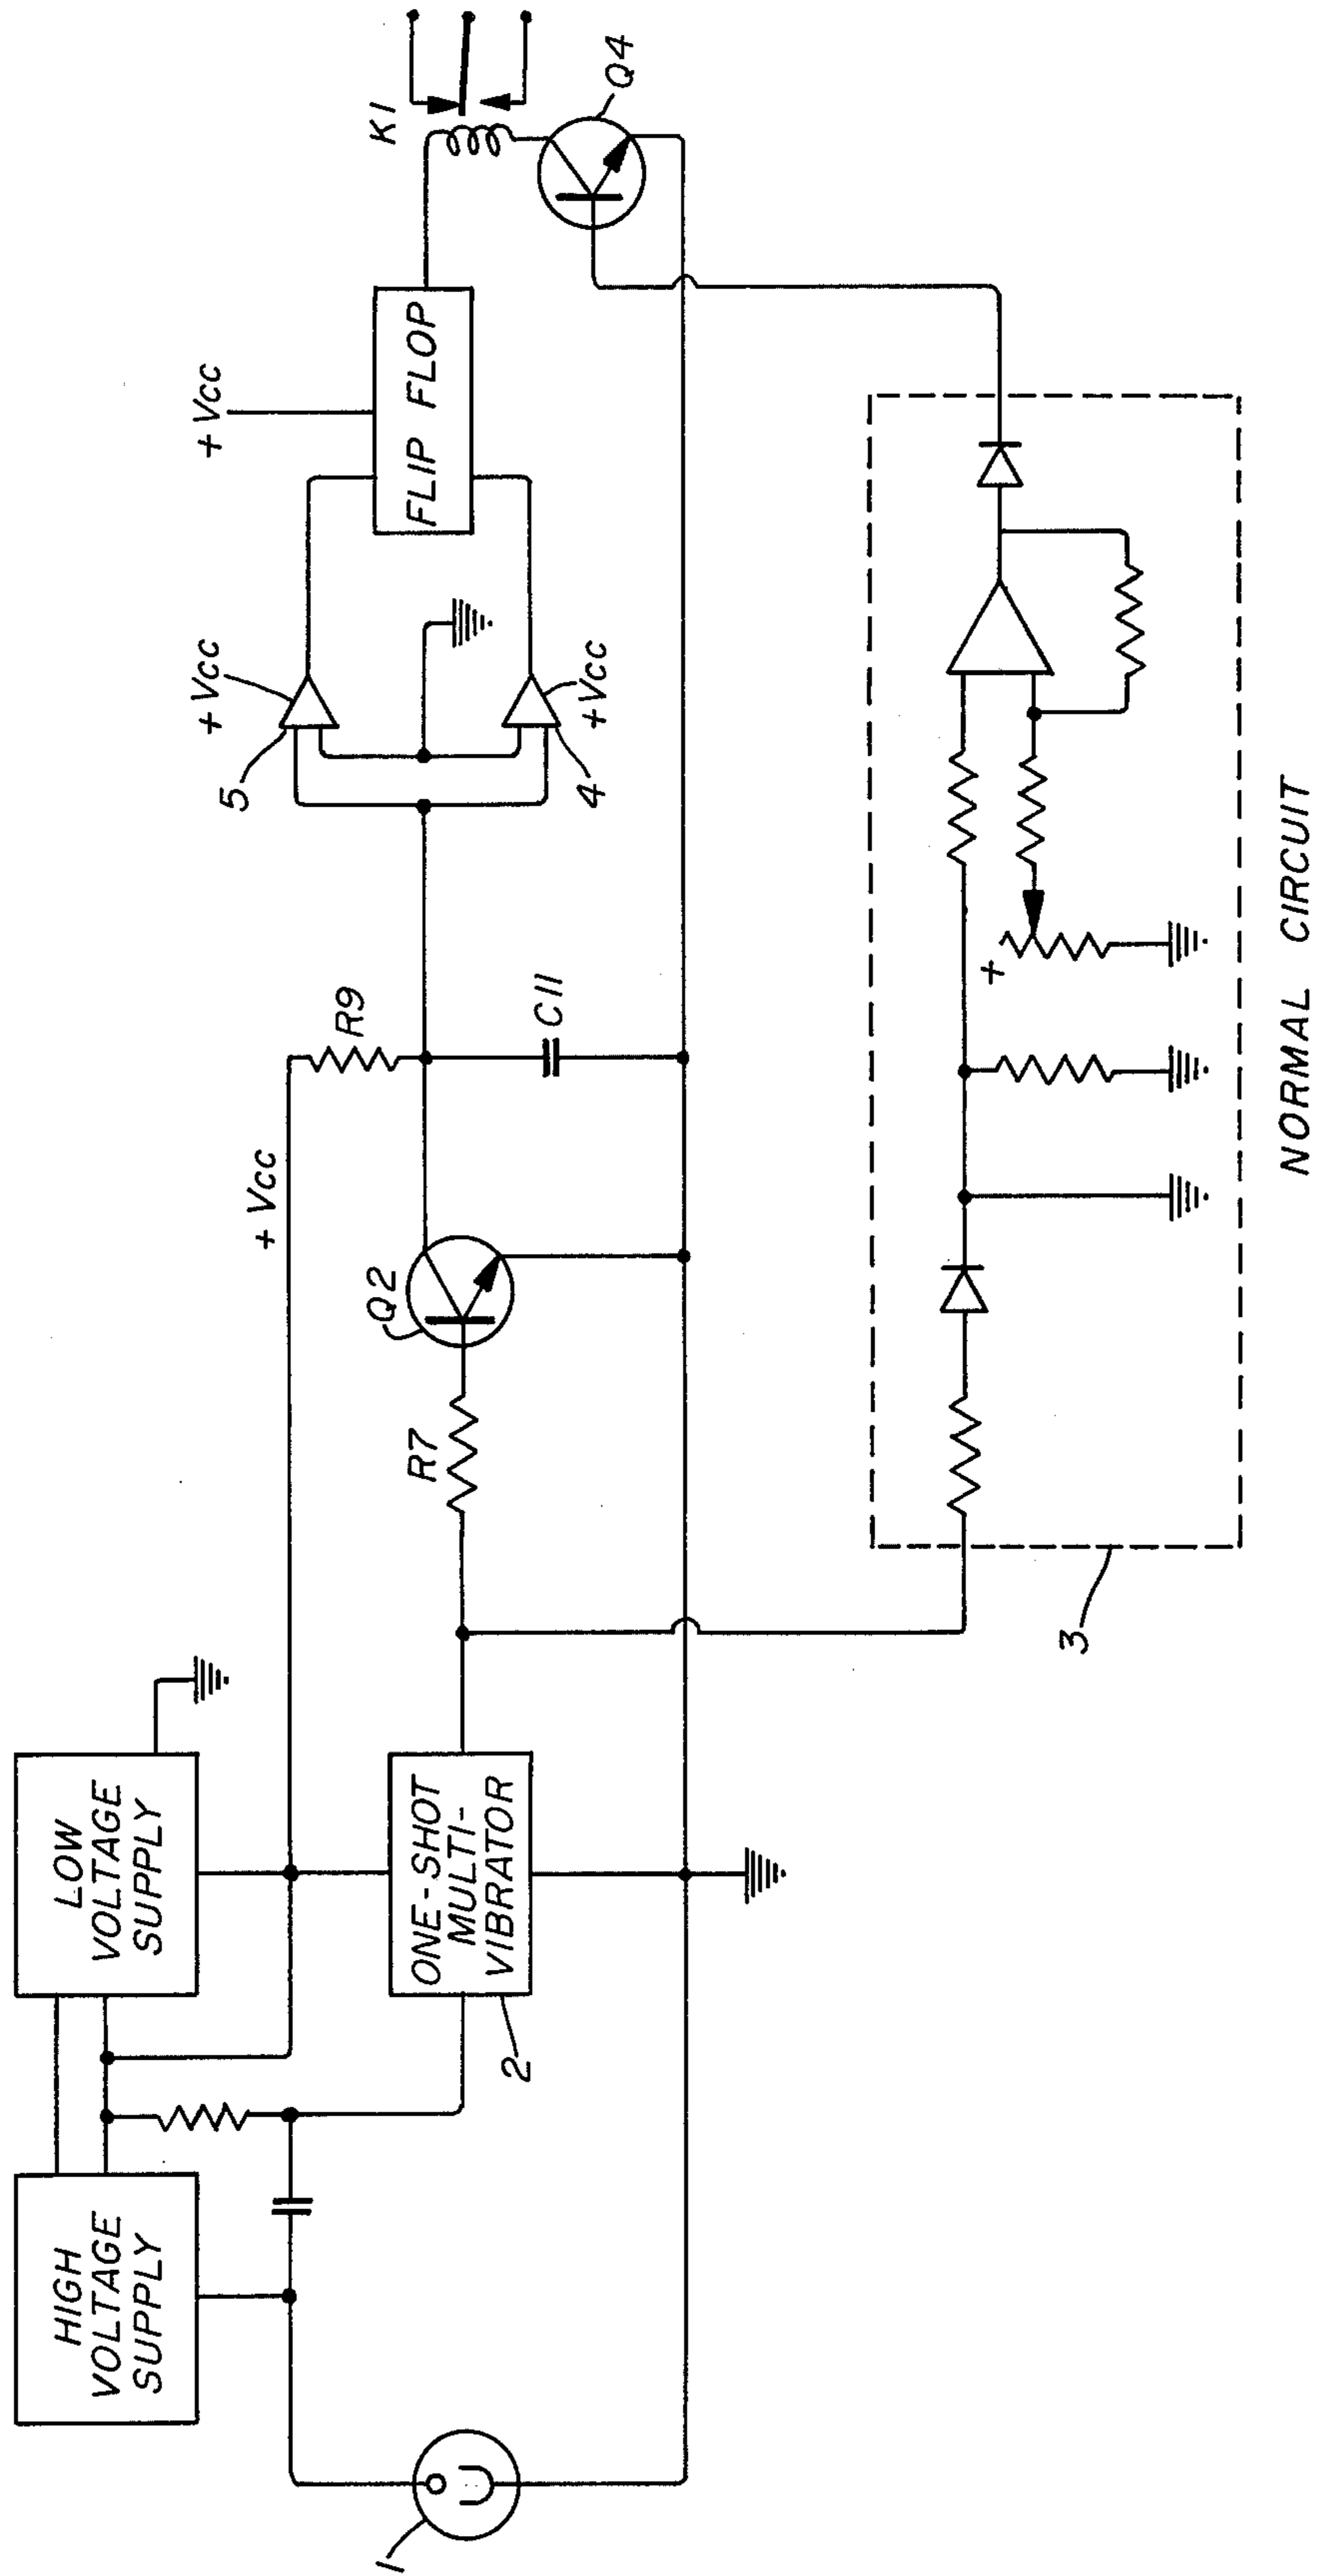 HIGH
VOLTAGE
SUPPLY
LOW
VOLTAGE
SUPPLY
1
ONE-SHOT
MULTI-
VIBRATOR
2
+Vcc
R7
Q2
R9
C11
5
+Vcc
4
+Vcc
+Vcc
FLIP FLOP
K1
Q4
3
+
NORMAL CIRCUIT